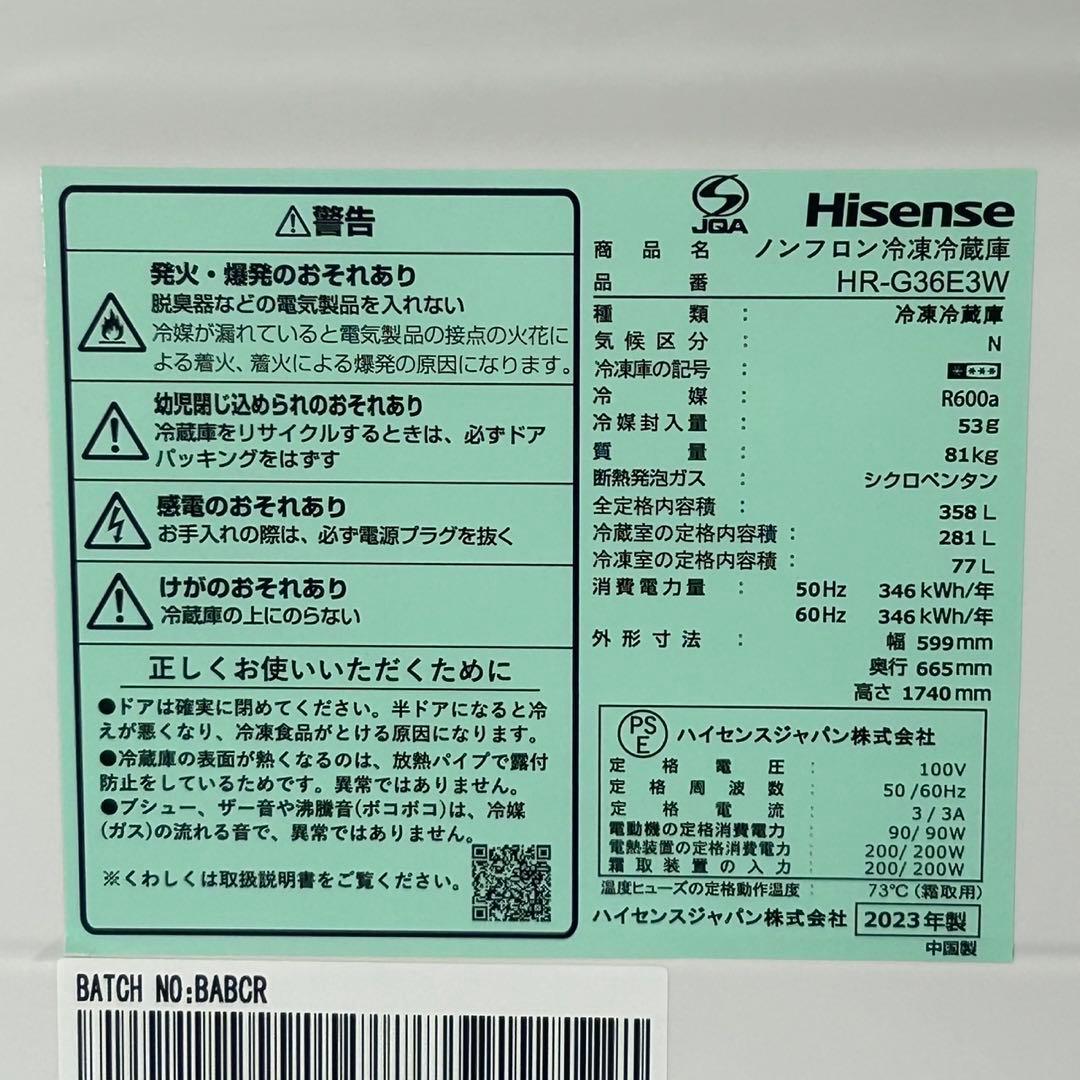 ⚠警告
発火・爆発のおそれあり
脱臭器などの電気製品を入れない
冷媒が漏れていると電気製品の接点の火花に
よる着火、着火による爆発の原因になります。
幼児閉じ込められのおそれあり
冷蔵庫をリサイクルするときは、必ずドア
パッキングをはずす
感電のおそれあり
お手入れの際は、必ず電源プラグを抜く
けがのおそれあり
冷蔵庫の上にのらない
正しくお使いいただくために
●ドアは確実に閉めてください。半ドアになると冷
えが悪くなり、冷凍食品がとける原因になります。
●冷蔵庫の表面が熱くなるのは、放熱パイプで露付
防止をしているためです。異常ではありません。
●ブシュー、ザー音や沸騰音(ボコボコ)は、冷媒
(ガス)の流れる音で、異常ではありません。
※くわしくは取扱説明書をご覧ください。
JQA Hisense
商品名 ノンフロン冷凍冷蔵庫
品番 HR-G36E3W
種類 : 冷凍冷蔵庫
気候区分 : N
冷凍庫の記号 : ****
冷媒 : R600a
冷媒封入量 : 53g
質量 : 81kg
断熱発泡ガス : シクロペンタン
全定格内容積 : 358 L
冷蔵室の定格内容積 : 281 L
冷凍室の定格内容積 : 77 L
消費電力量 : 50Hz 346 kWh/年
60Hz 346 kWh/年
外形寸法 : 幅 599 mm
奥行 665 mm
高さ 1740 mm
PSE ハイセンスジャパン株式会社
定格電圧 : 100V
定格周波数 : 50/60Hz
定格電流 : 3/3A
電動機の定格消費電力 90/90W
電熱装置の定格消費電力 200/200W
霜取装置の入力 200/200W
温度ヒューズの定格動作温度 : 73℃(霜取用)
ハイセンスジャパン株式会社 2023年製
中国製
BATCH NO:BABCR